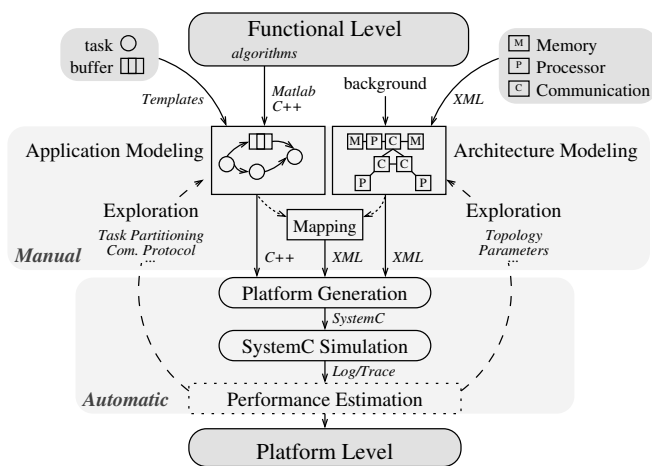 Functional Level
algorithms
task
buffer
M Memory
P Processor
C Communication
background
Templates
Matlab
C++
XML
Application Modeling
M P C M
C C
P P
Architecture Modeling
Exploration
Task Partitioning
Com. Protocol
...
Mapping
Exploration
Topology
Parameters
...
Manual
C++
XML
XML
Platform Generation
SystemC
SystemC Simulation
Log/Trace
Automatic
Performance Estimation
Platform Level